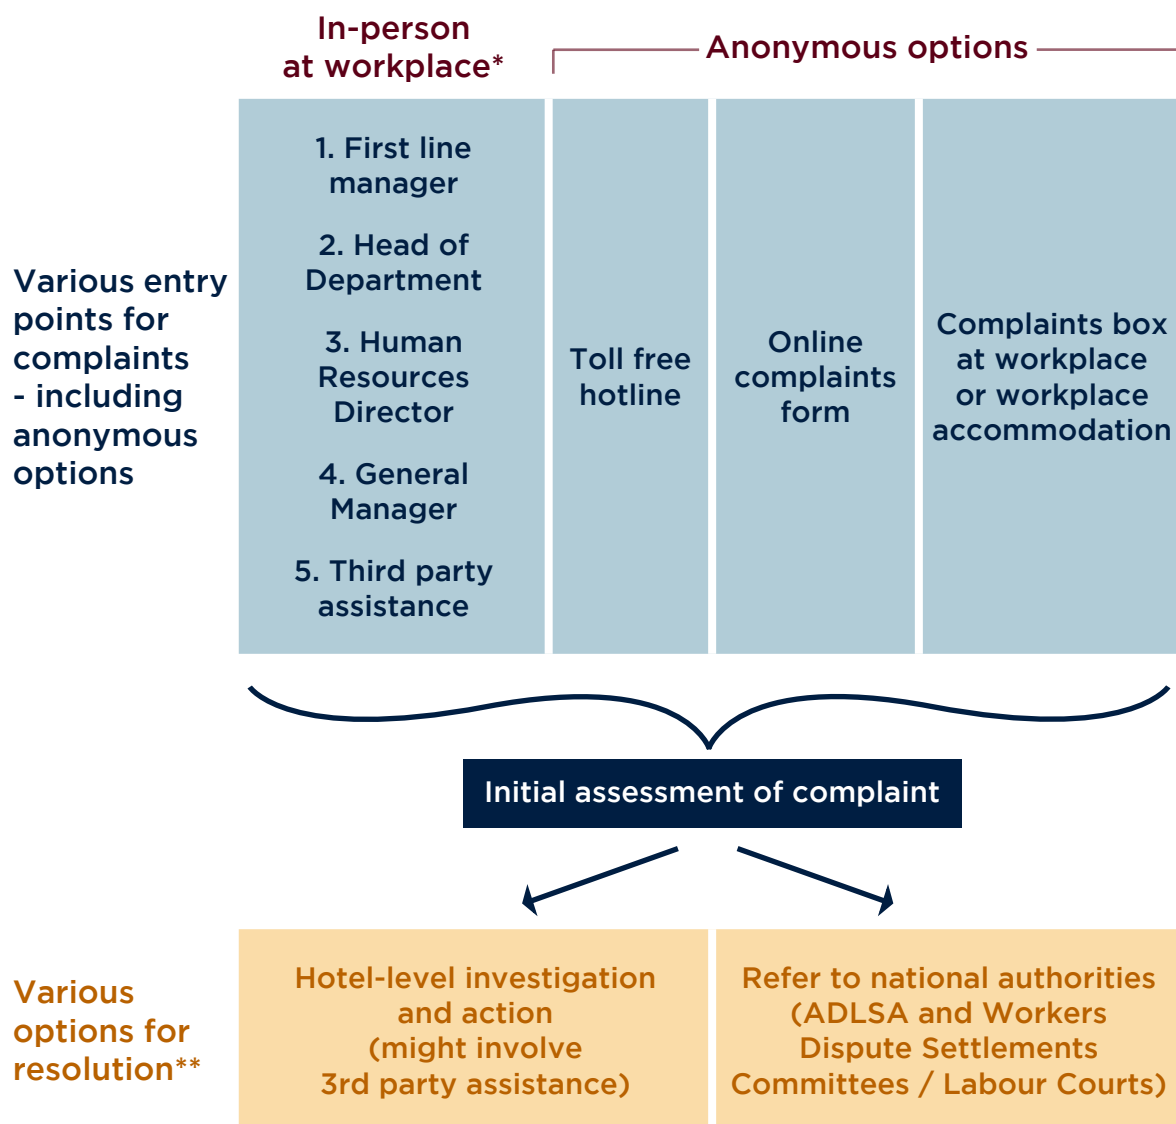 In-person
at workplace*
Anonymous options
Various entry
points for
complaints
- including
anonymous
options
1. First line
manager
2. Head of
Department
3. Human
Resources
Director
4. General
Manager
5. Third party
assistance
Toll free
hotline
Online
complaints
form
Complaints box
at workplace
or workplace
accommodation
Initial assessment of complaint
Various
options for
resolution**
Hotel-level investigation
and action
(might involve
3rd party assistance)
Refer to national authorities
(ADLSA and Workers
Dispute Settlements
Committees / Labour Courts)